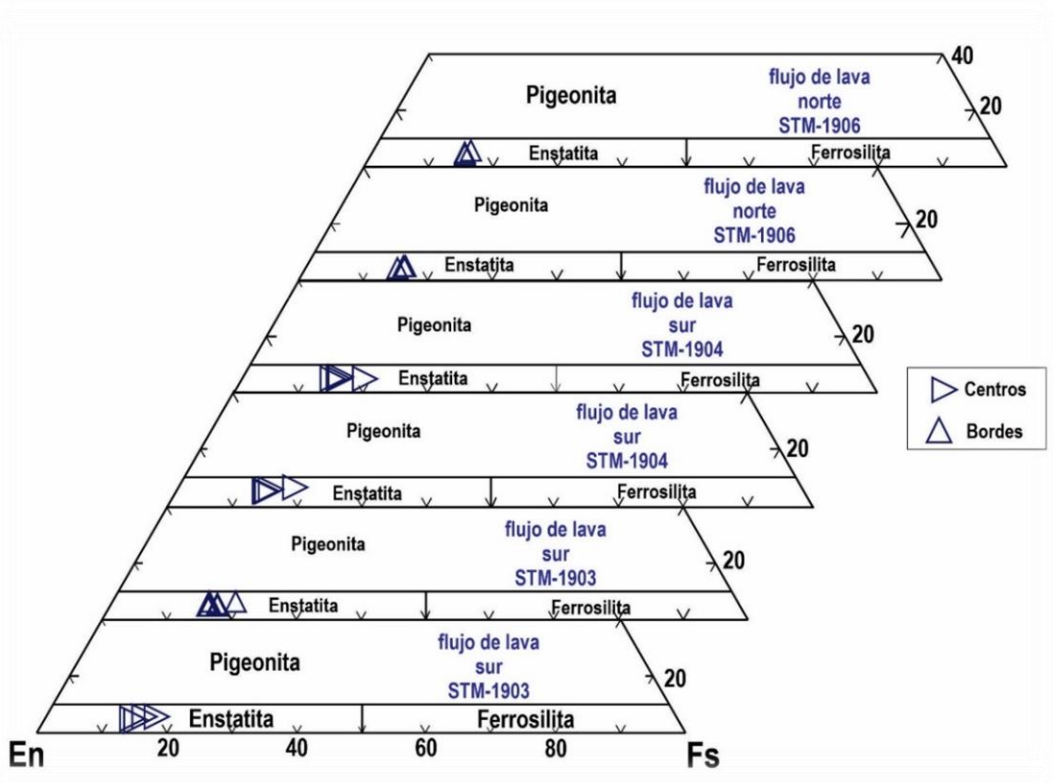 40
Pigeonita
flujo de lava
norte
STM-1906
20
Enstatita
Ferrosilita
Pigeonita
flujo de lava
norte
STM-1906
20
Enstatita
Ferrosilita
Pigeonita
flujo de lava
sur
STM-1904
20
Enstatita
Ferrosilita
Centros
Bordes
Pigeonita
flujo de lava
sur
STM-1904
20
Enstatita
Ferrosilita
Pigeonita
flujo de lava
sur
STM-1903
20
Enstatita
Ferrosilita
Pigeonita
flujo de lava
sur
STM-1903
20
Enstatita
Ferrosilita
En 20 40 60 80 Fs